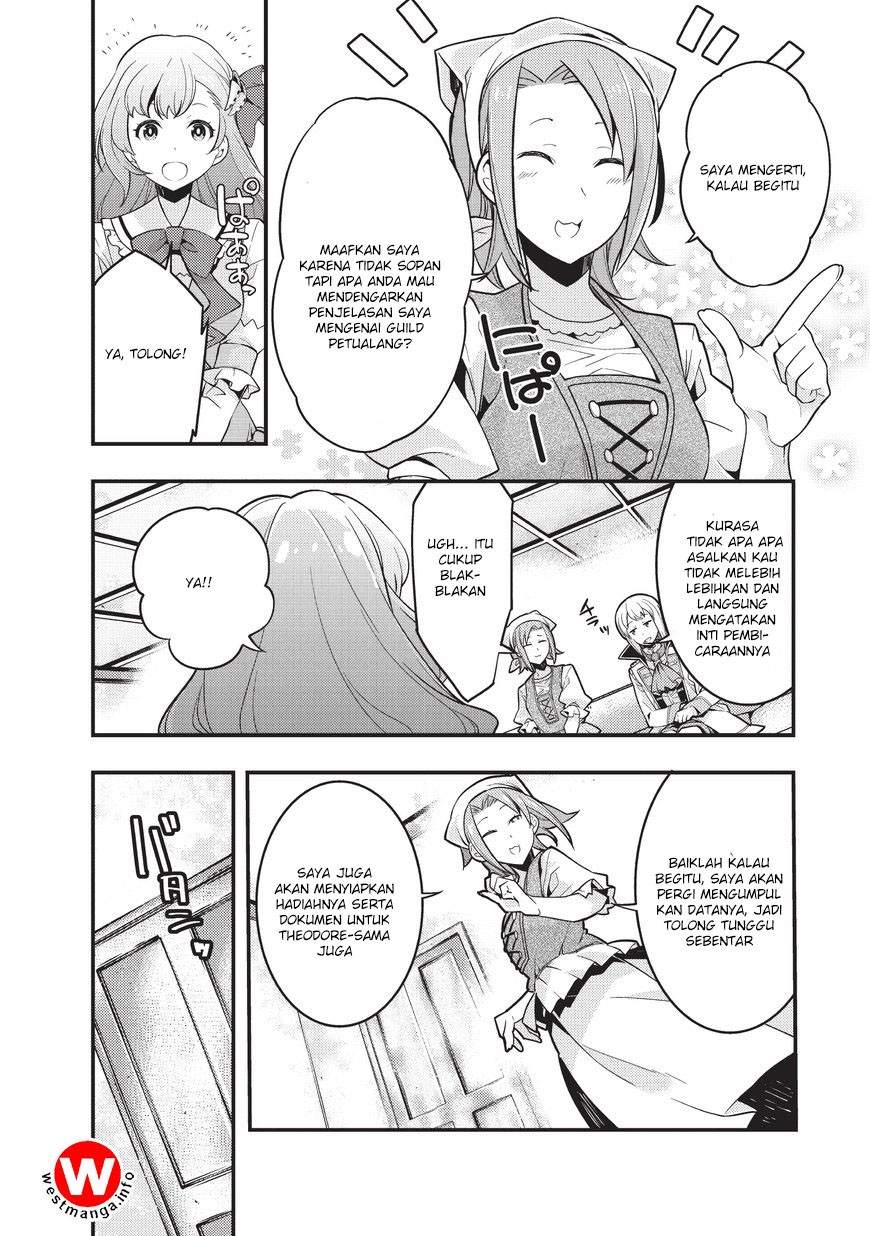 SAYA MENGERTI,
KALAU BEGITU
MAAFKAN SAYA
KARENA TIDAK SOPAN
TAPI APA ANDA MAU
MENDENGARKAN
PENJELASAN SAYA
MENGENAI GUILD
PETUALANG?
にぱー
ぱあぁっ
YA, TOLONG!
KURASA
TIDAK APA APA
ASALKAN KAU
TIDAK MELEBIH
LEBIHKAN DAN
LANGSUNG
MENGATAKAN
INTI PEMBI-
CARAANNYA
チラッ
UGH... ITU
CUKUP
BLAK-
BLAKAN
YA!!
BAIKLAH KALAU
BEGITU, SAYA AKAN
PERGI MENGUMPUL
KAN DATANYA, JADI
TOLONG TUNGGU
SEBENTAR
SAYA JUGA
AKAN MENYIAPKAN
HADIAHNYA SERTA
DOKUMEN UNTUK
THEODORE-SAMA
JUGA
バタンッ
W
westmanga.info